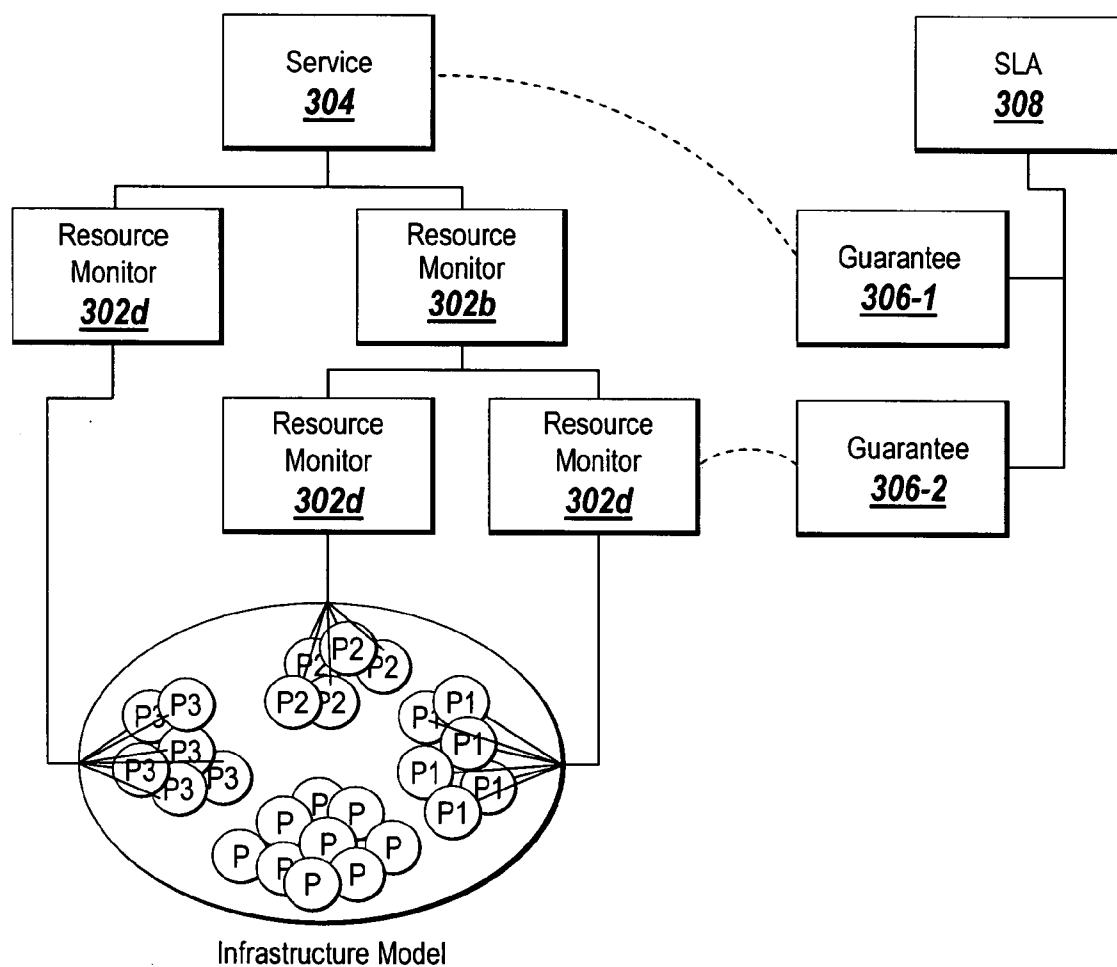 Service
304
SLA
308
Resource
Monitor
302d
Resource
Monitor
302b
Guarantee
306-1
Resource
Monitor
302d
Resource
Monitor
302d
Guarantee
306-2
P2
P2
P2
P2
P2
P3
P3
P3
P3
P3
P3
P1
P1
P1
P1
P1
P1
P
P
P
P
P
P
P
P
P
Infrastructure Model